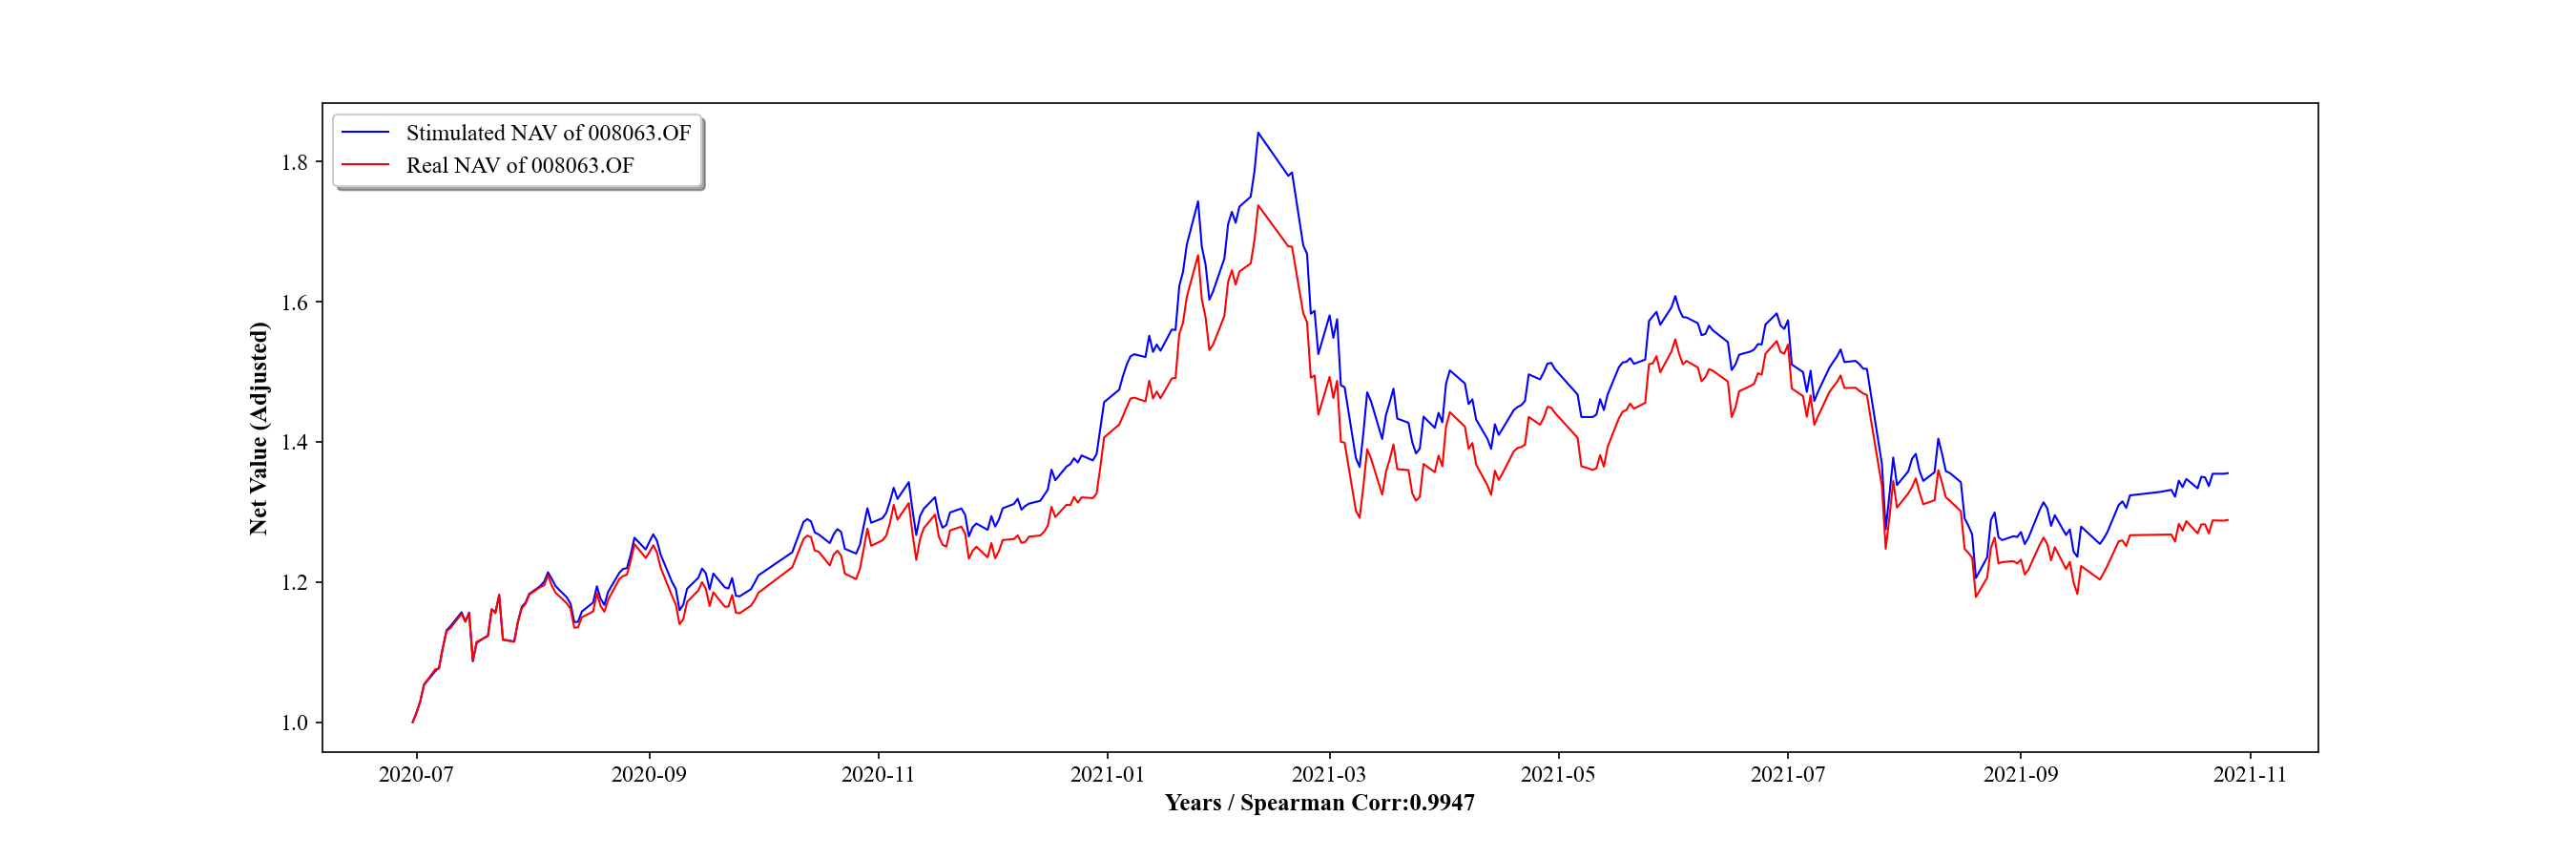 Stimulated NAV of 008063.OF
Real NAV of 008063.OF
1.8
1.6
1.4
1.2
1.0
Net Value (Adjusted)
2020-07 2020-09 2020-11 2021-01 2021-03 2021-05 2021-07 2021-09 2021-11
Years / Spearman Corr:0.9947